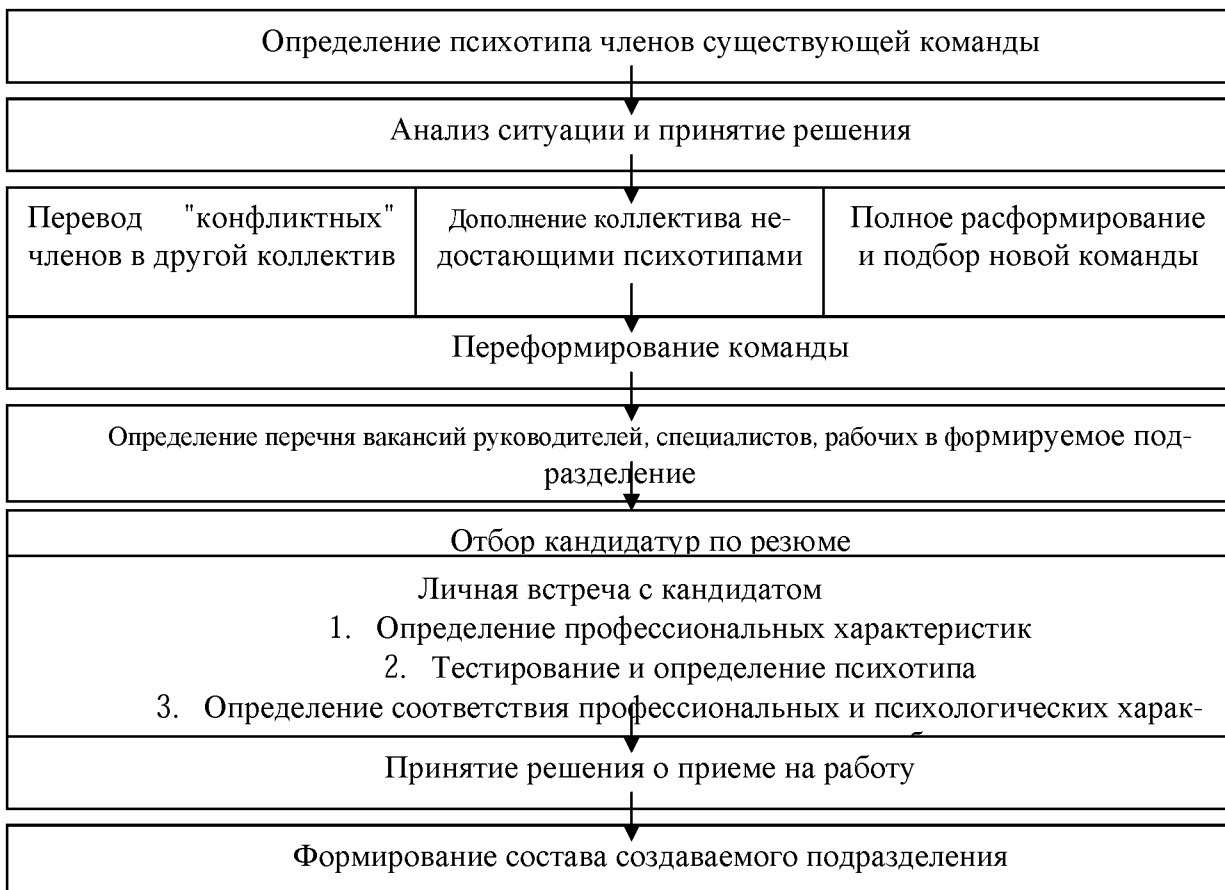 Определение психотипа членов существующей команды
Анализ ситуации и принятие решения
Перевод "конфликтных"
членов в другой коллектив
Дополнение коллектива не-
достающими психотипами
Полное расформирование
и подбор новой команды
Переформирование команды
Определение перечня вакансий руководителей, специалистов, рабочих в формируемое под-
разделение
Отбор кандидатур по резюме
Личная встреча с кандидатом
1. Определение профессиональных характеристик
2. Тестирование и определение психотипа
3. Определение соответствия профессиональных и психологических харак-
Принятие решения о приеме на работу
Формирование состава создаваемого подразделения